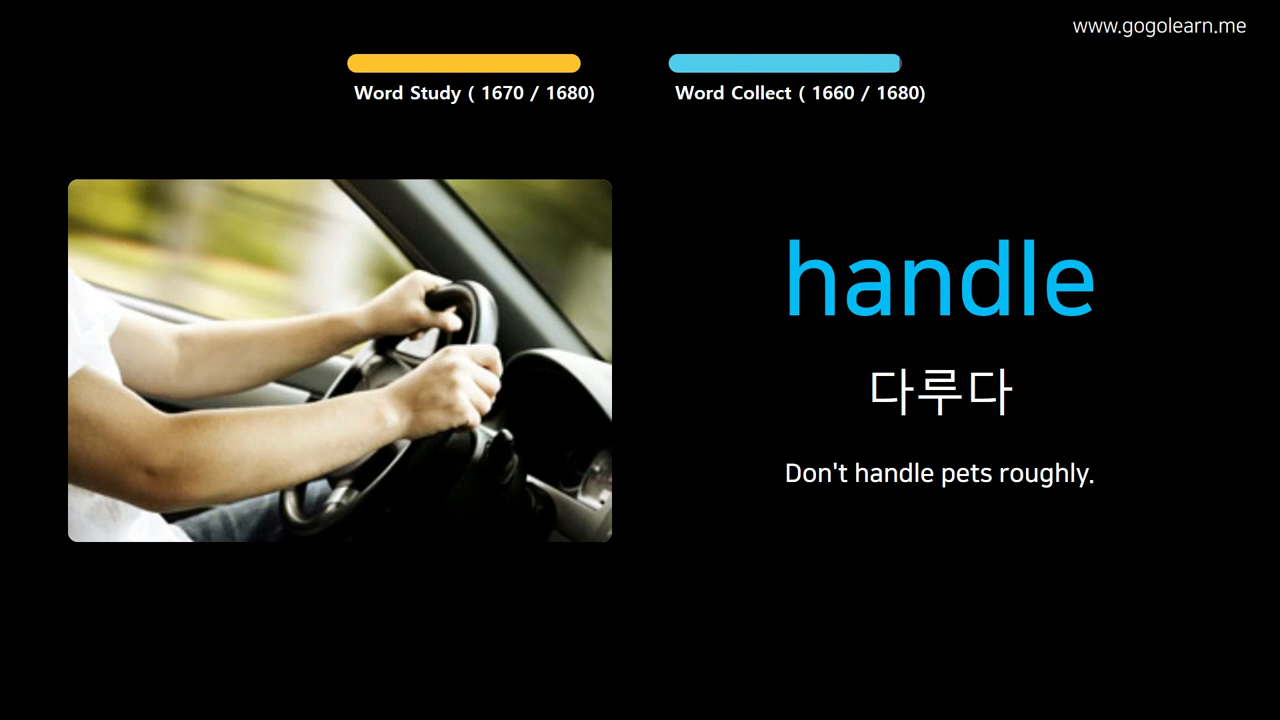 www.gogolearn.me
Word Study ( 1670 / 1680)
Word Collect ( 1660 / 1680)
handle
다루다
Don't handle pets roughly.